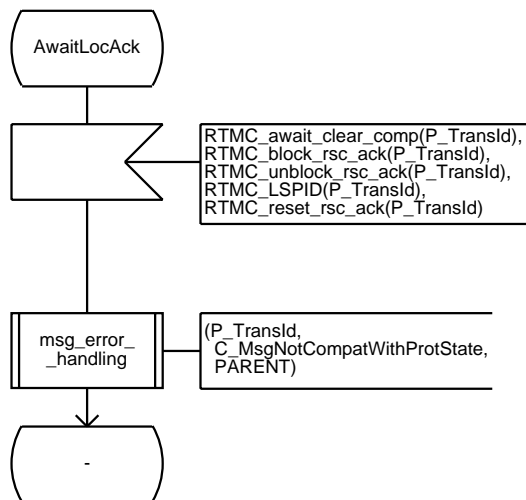 AwaitLocAck
RTMC_await_clear_comp(P_TransId),
RTMC_block_rsc_ack(P_TransId),
RTMC_unblock_rsc_ack(P_TransId),
RTMC_LSPID(P_TransId),
RTMC_reset_rsc_ack(P_TransId)
msg_error_
_handling
(P_TransId,
C_MsgNotCompatWithProtState,
PARENT)
-